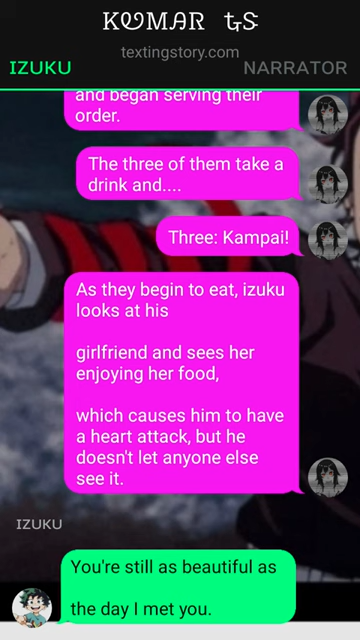 KUMAR ԎՏ
textingstory.com
IZUKU NARRATOR
and began serving their
order.
The three of them take a
drink and....
Three: Kampai!
As they begin to eat, izuku
looks at his
girlfriend and sees her
enjoying her food,
which causes him to have
a heart attack, but he
doesn't let anyone else
see it.
IZUKU
You're still as beautiful as
the day I met you.